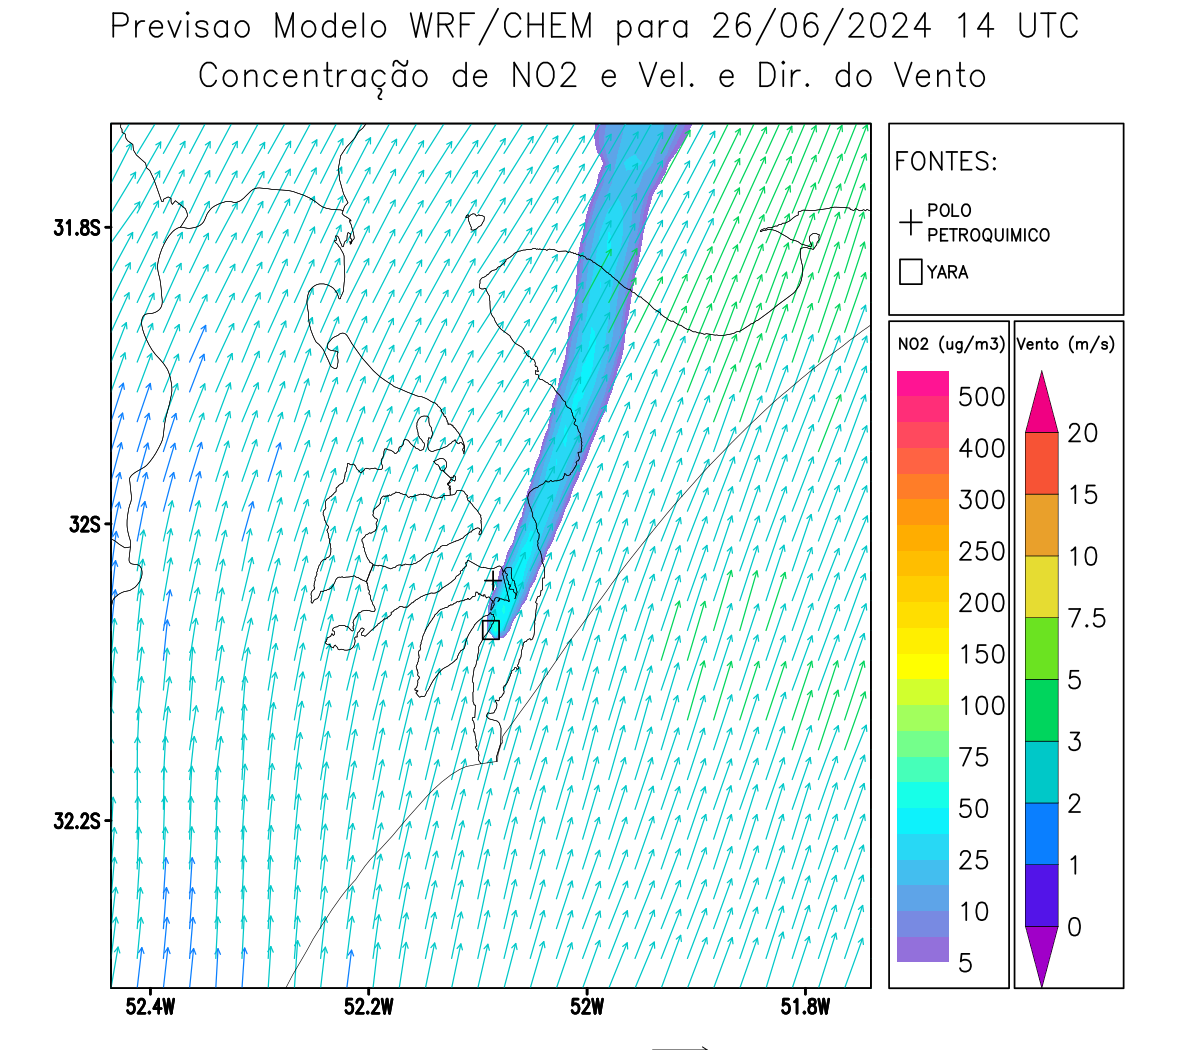 Previsao Modelo WRF/CHEM para 26/06/2024 14 UTC
Concentração de NO2 e Vel. e Dir. do Vento
FONTES:
POLO
PETROQUIMICO
YARA
NO2 (ug/m3)
500
400
300
250
200
150
100
75
50
25
10
5
Vento (m/s)
20
15
10
7.5
5
3
2
1
0
31.8S
32S
32.2S
52.4W
52.2W
52W
51.8W